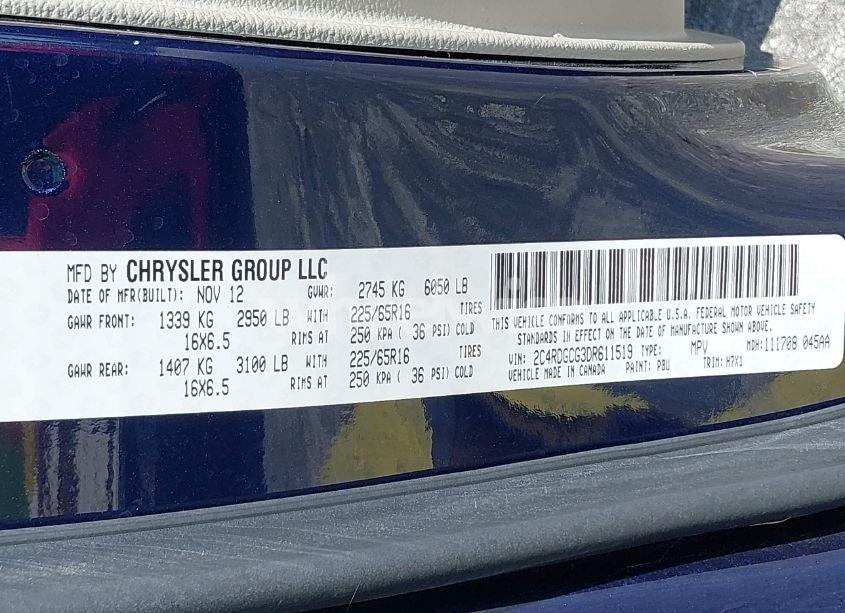 MFD BY CHRYSLER GROUP LLC
DATE OF MFR(BUILT): NOV 12 GVWR: 2745 KG 6050 LB
GAWR FRONT: 1339 KG 2950 LB WITH 225/65R16 TIRES
16X6.5 RIMS AT 250 KPA ( 36 PSI) COLD
GAWR REAR: 1407 KG 3100 LB WITH 225/65R16 TIRES
16X6.5 RIMS AT 250 KPA ( 36 PSI) COLD
THIS VEHICLE CONFORMS TO ALL APPLICABLE U.S.A. FEDERAL MOTOR VEHICLE SAFETY
STANDARDS IN EFFECT ON THE DATE OF MANUFACTURE SHOWN ABOVE.
VIN: 2C4RDGCG3DR611519 TYPE: MPV MDH: 111708 045AA
VEHICLE MADE IN CANADA PAINT: PBU TRIM: H7X1